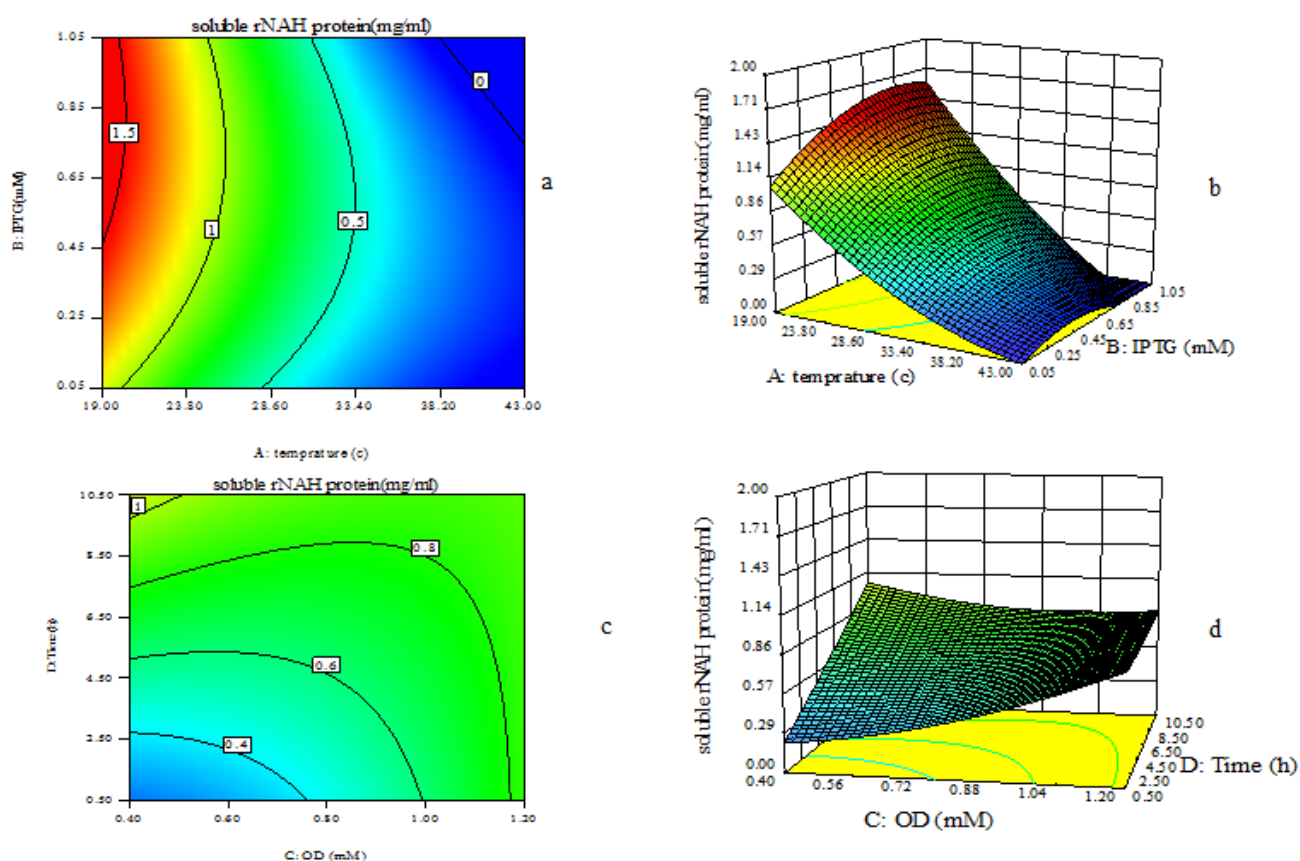 soluble rNAH protein(mg/ml)
1.05
0.85
0.65
0.45
0.25
0.05
B: IPTG(mM)
0
1.5
1
0.5
19.00 23.80 28.60 33.40 38.20 43.00
A: temprature (c)
a
soluble rNAH protein(mg/ml)
2.00
1.71
1.43
1.14
0.86
0.57
0.29
0.00
19.00 23.80 28.60 33.40 38.20 43.00
A: temprature (c)
1.05
0.85
0.65
0.45
0.25
0.05
B: IPTG (mM)
b
soluble rNAH protein(mg/ml)
10.50
8.50
6.50
4.50
2.50
0.50
D: Time(h)
1
0.8
0.6
0.4
0.40 0.60 0.80 1.00 1.20
C: OD (mM)
c
soluble rNAH protein(mg/ml)
2.00
1.71
1.43
1.14
0.86
0.57
0.29
0.00
0.40 0.56 0.72 0.88 1.04 1.20
C: OD (mM)
10.50
8.50
6.50
4.50
2.50
0.50
D: Time (h)
d